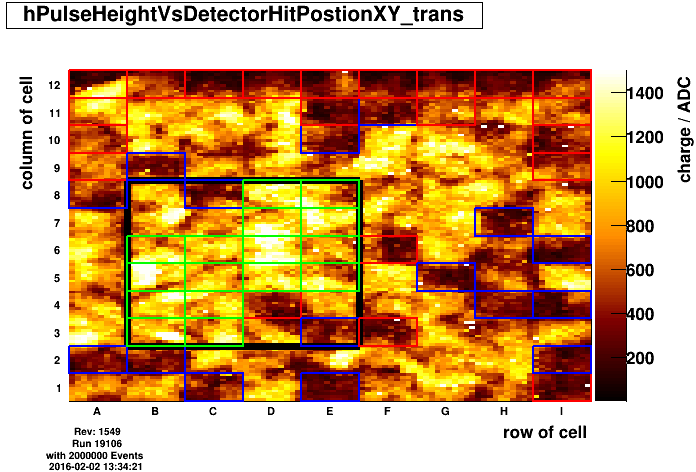 hPulseHeightVsDetectorHitPostionXY_trans
column of cell
charge / ADC
12
11
10
9
8
7
6
5
4
3
2
1
1400
1200
1000
800
600
400
200
A B C D E F G H I
row of cell
Rev: 1549
Run 19106
with 2000000 Events
2016-02-02 13:34:21